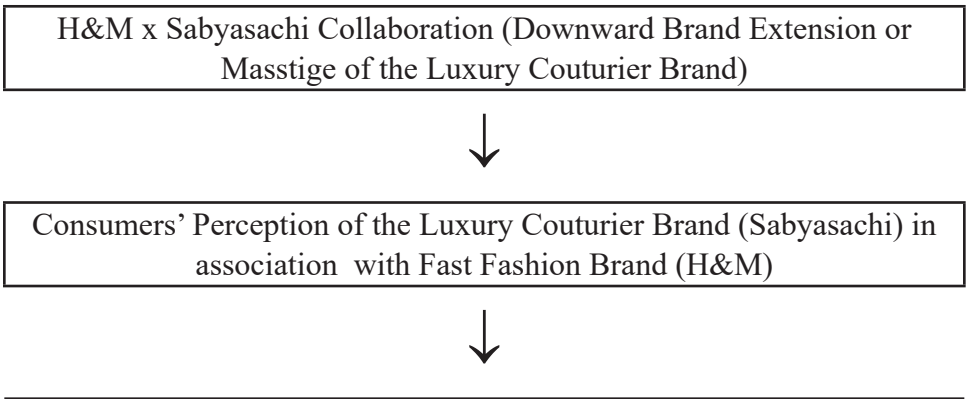 H&M x Sabyasachi Collaboration (Downward Brand Extension or
Masstige of the Luxury Couturier Brand)
Consumers’ Perception of the Luxury Couturier Brand (Sabyasachi) in
association with Fast Fashion Brand (H&M)